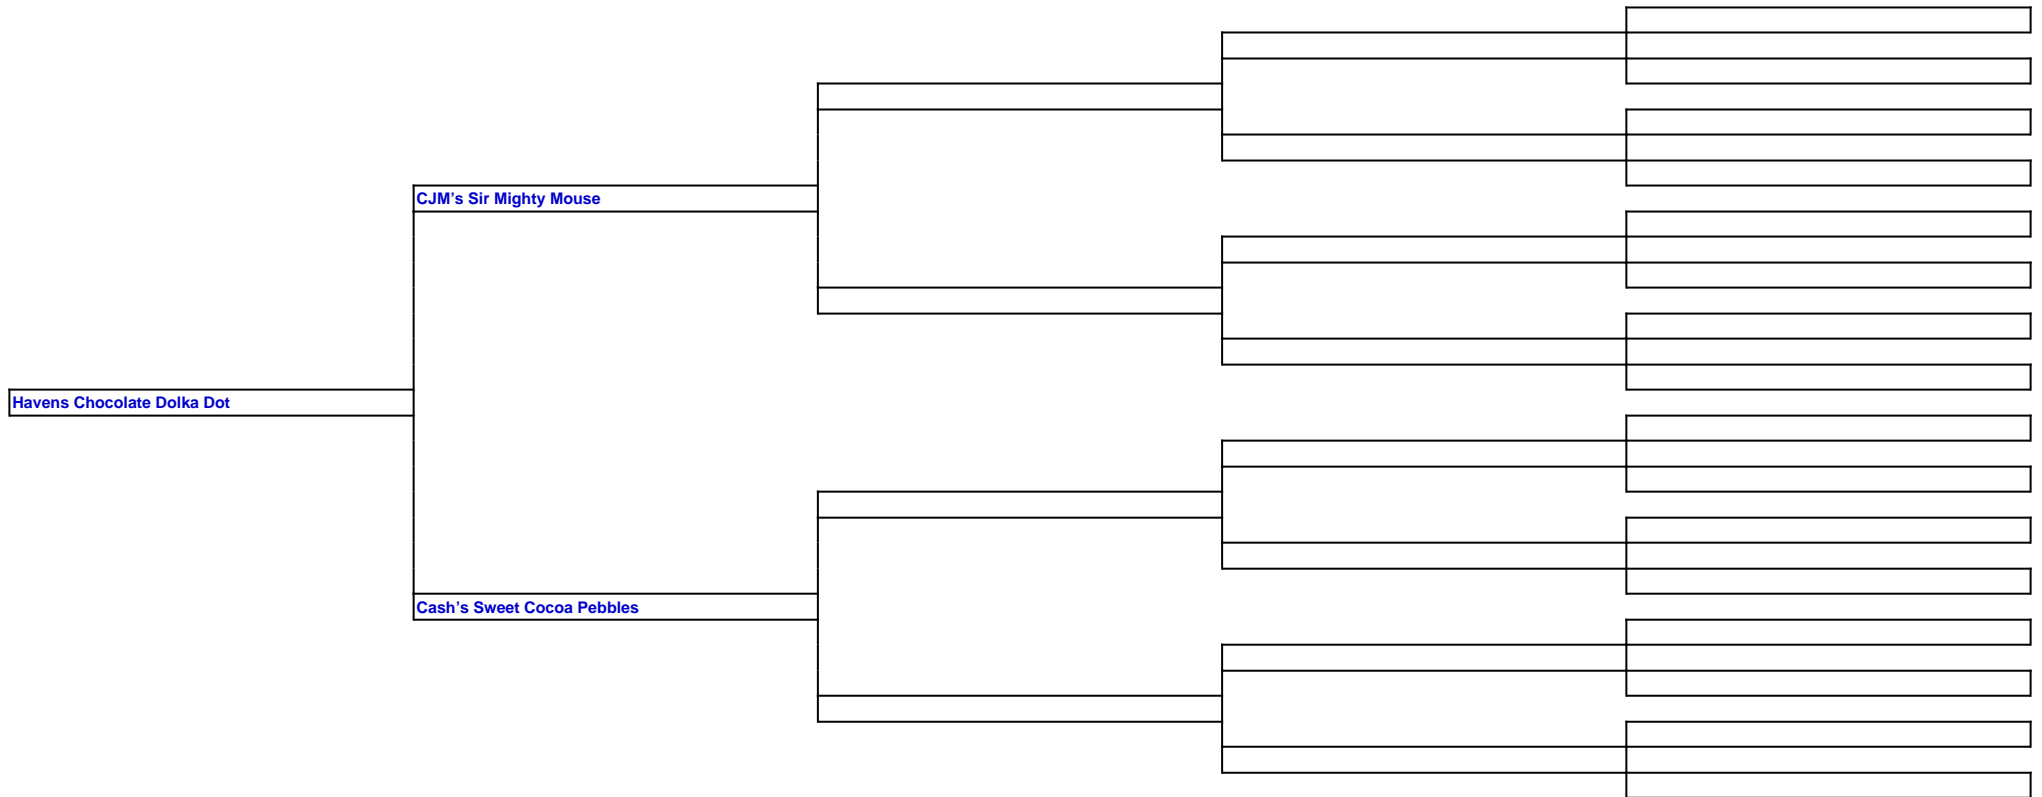 CJM’s Sir Mighty Mouse
Havens Chocolate Dolka Dot
Cash’s Sweet Cocoa Pebbles